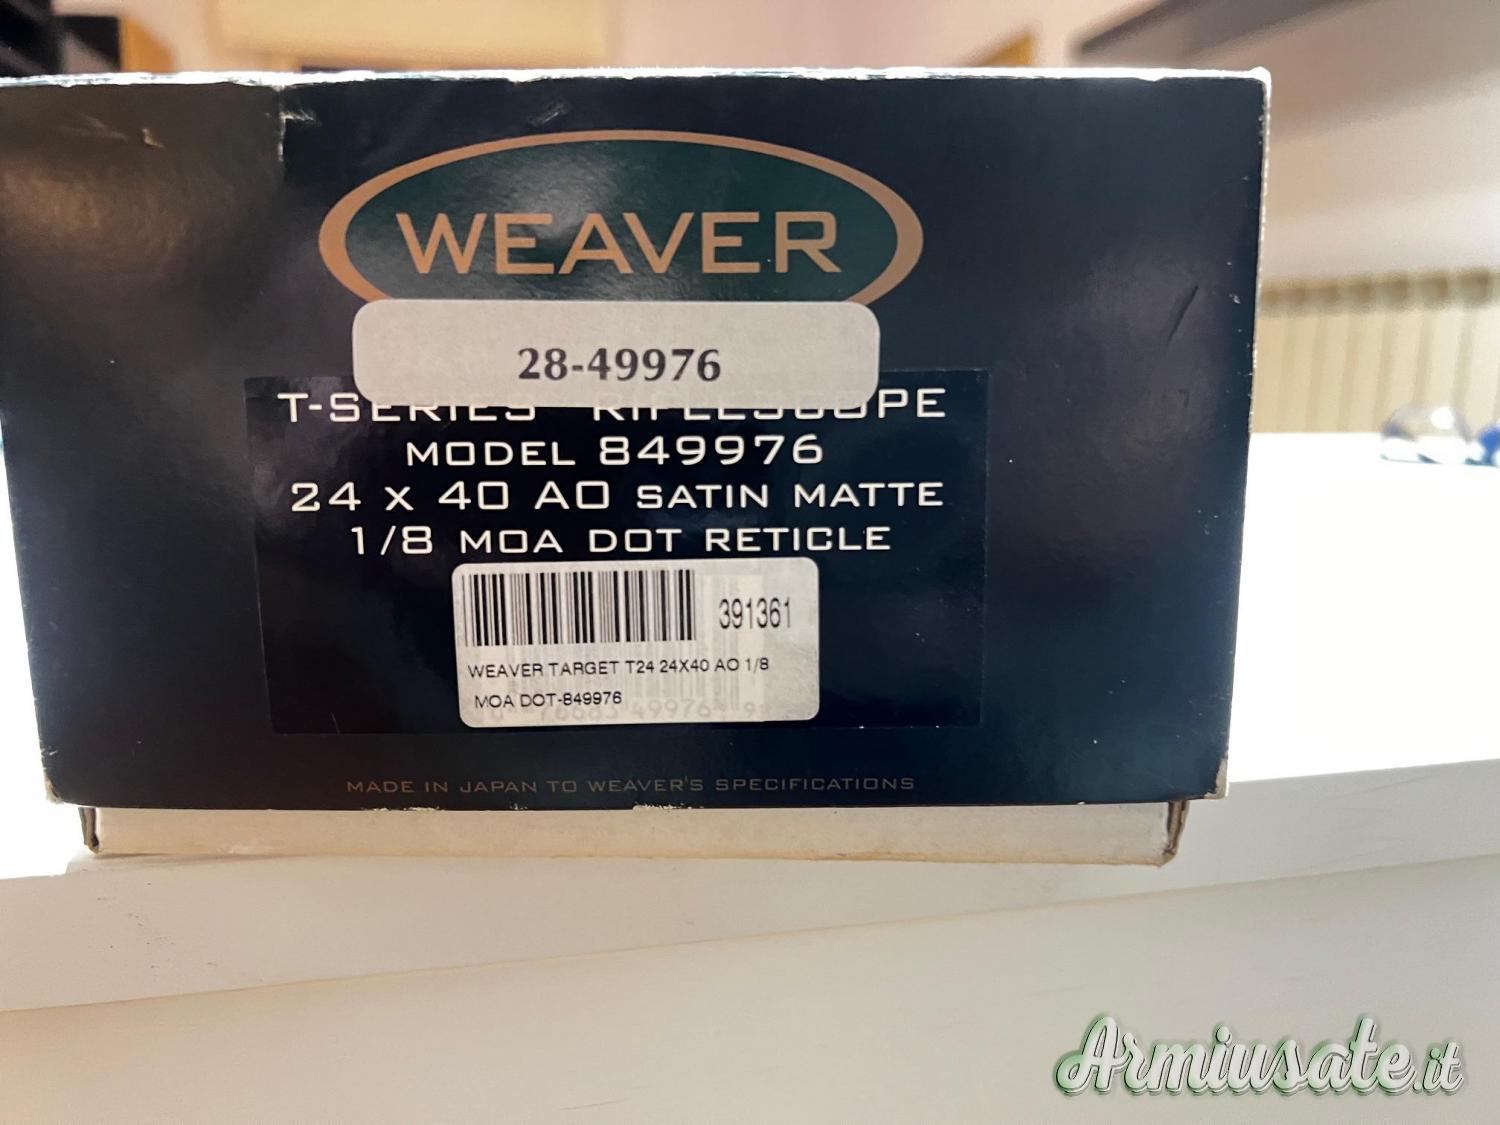 WEAVER
28-49976
T-SERIES RIFLESCOPE
MODEL 849976
24 X 40 AO SATIN MATTE
1/8 MOA DOT RETICLE
391361
WEAVER TARGET T24 24X40 AO 1/8
MOA DOT-849976
MADE IN JAPAN TO WEAVER'S SPECIFICATIONS
Armiusate.it